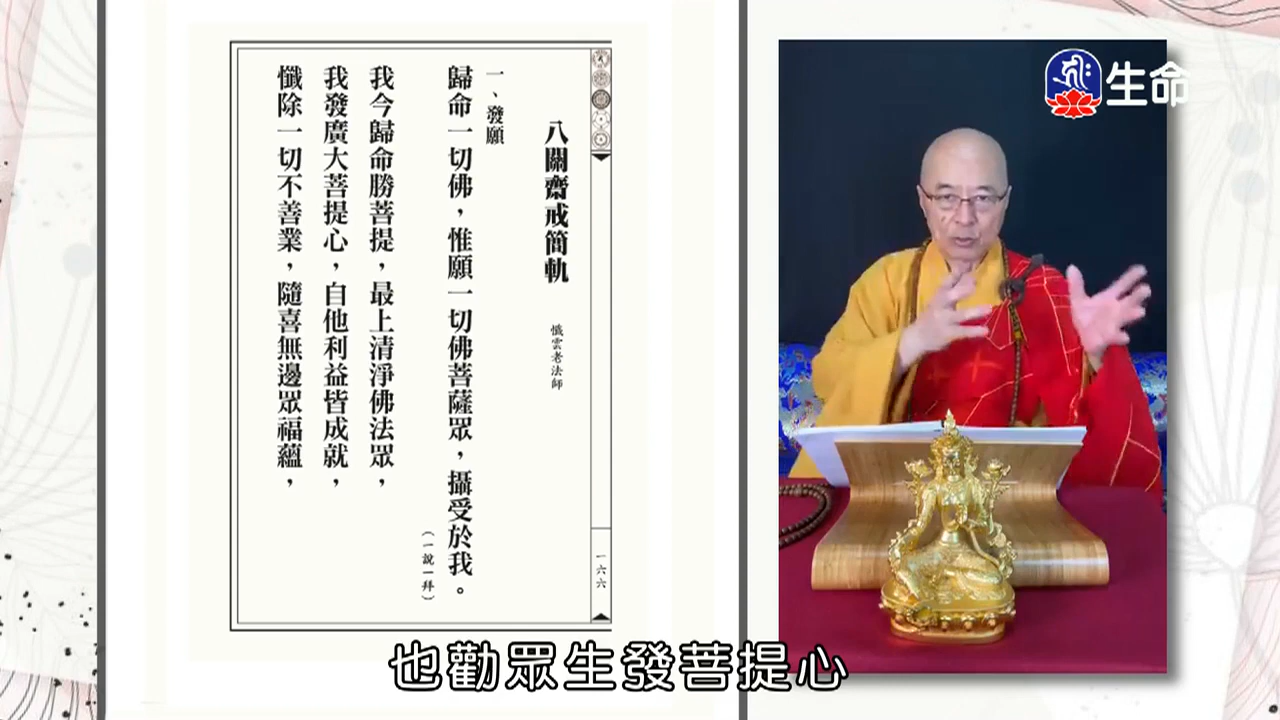 八關齋戒簡軌
懺雲老法師
一、發願
歸命一切佛，惟願一切佛菩薩眾，攝受於我。
（一說一拜）
我今歸命勝菩提，最上清淨佛法眾，
我發廣大菩提心，自他利益皆成就，
懺除一切不善業，隨喜無邊眾福蘊，
一六六
生命
也勸眾生發菩提心